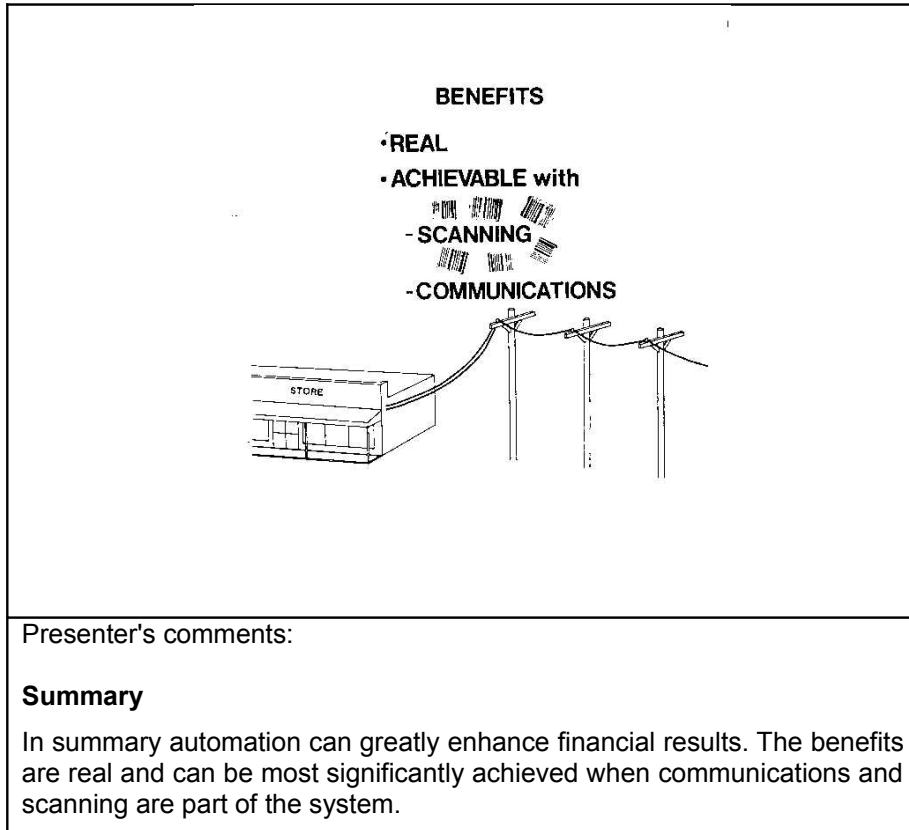 BENEFITS
·REAL
· ACHIEVABLE with
- SCANNING
-COMMUNICATIONS
STORE
Presenter's comments:
Summary
In summary automation can greatly enhance financial results. The benefits
are real and can be most significantly achieved when communications and
scanning are part of the system.